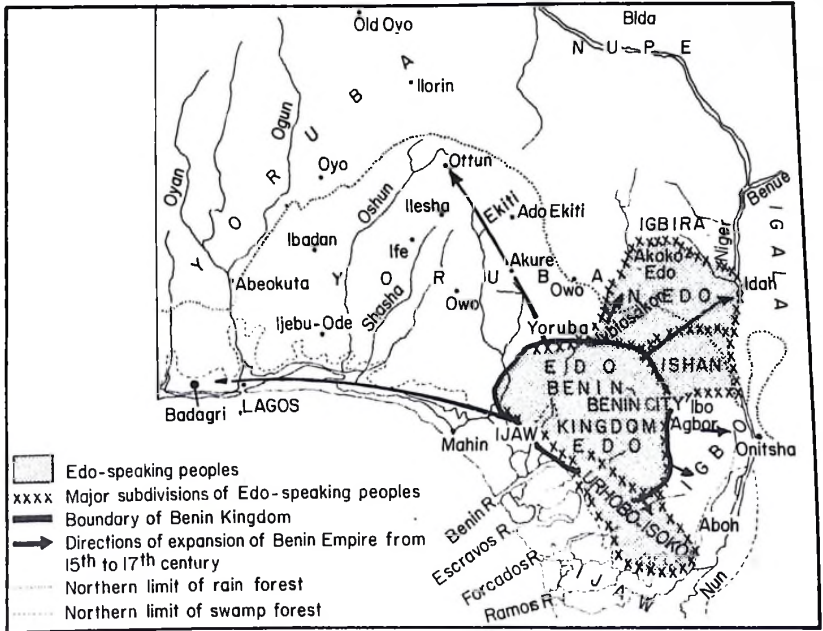 Old Oyo
Bida
N U P E
Ilorin
Y O R U B A
Oyan
Ogun
Oyo
Ottun
Oshun
Ekiti
Ado Ekiti
Ilesha
IGBIRA
Niger
Benue
I G A L A
Ibadan
Ife
Akoko
Edo
Abeokuta
Akure
Y O R U B A
Shasha
Owo
Owo
N. EDO
Idah
Ijebu-Ode
Yoruba
E D O
ISHAN
BENIN
Badagri
LAGOS
BENIN CITY
Ibo
KINGDOM
Agbor
Mahin
IJAW
E D O
I G B O
Onitsha
URHOBO-ISOKO
Benin R.
Aboh
Escravos R.
Forcados R.
I J A W
Nun
Ramos R.
Edo-speaking peoples
xxxx Major subdivisions of Edo-speaking peoples
Boundary of Benin Kingdom
Directions of expansion of Benin Empire from
15th to 17th century
Northern limit of rain forest
Northern limit of swamp forest